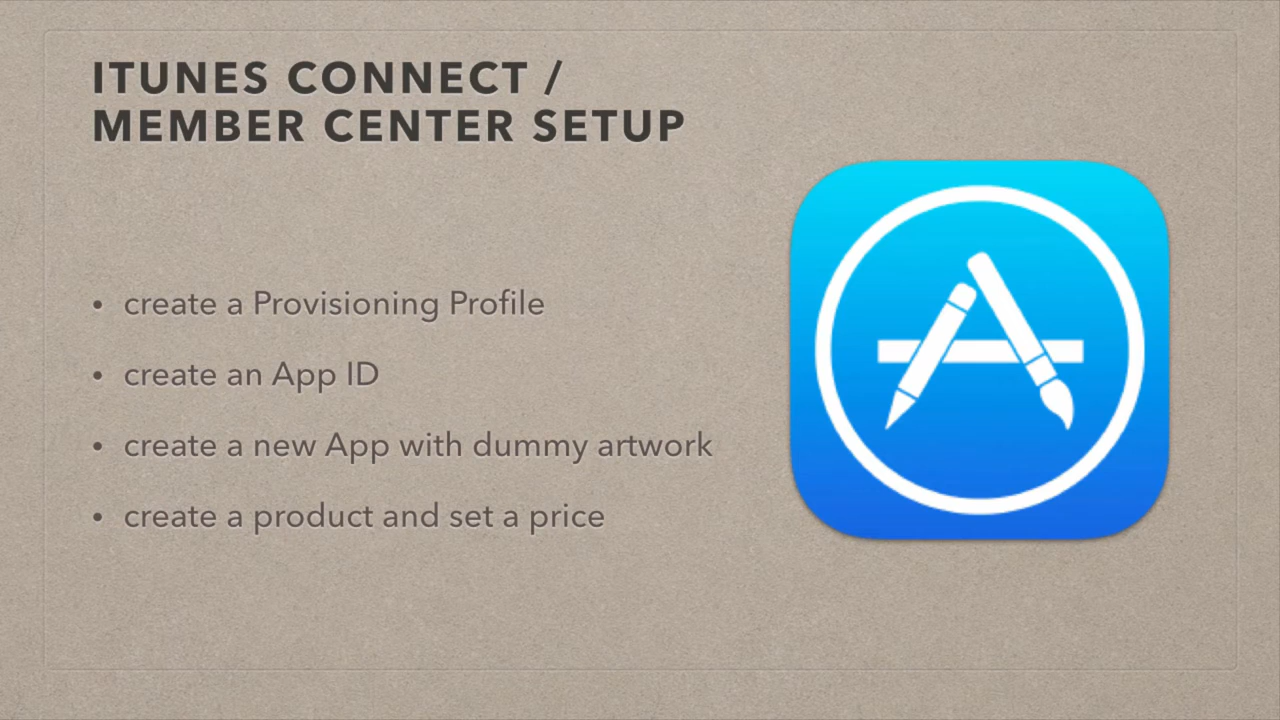 ITUNES CONNECT /
MEMBER CENTER SETUP
• create a Provisioning Profile
• create an App ID
• create a new App with dummy artwork
• create a product and set a price